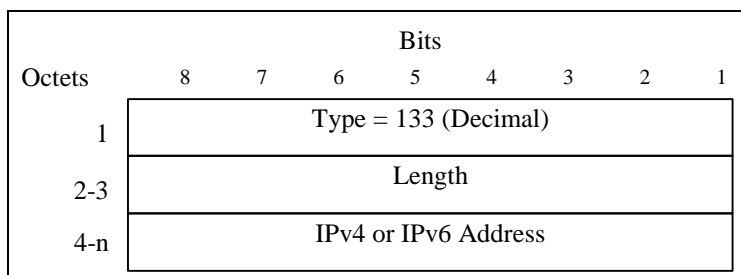 Bits
Octets 8 7 6 5 4 3 2 1
1 Type = 133 (Decimal)
2-3 Length
4-n IPv4 or IPv6 Address